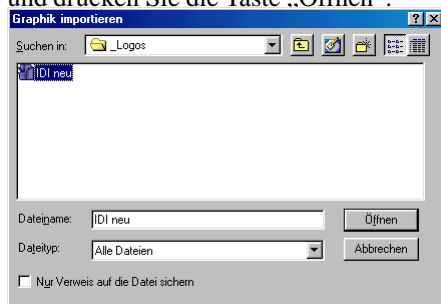 und drücken Sie die Taste „Öffnen“.
Graphik importieren
Suchen in: _Logos
IDI neu
Dateiname: IDI neu Öffnen
Dateityp: Alle Dateien Abbrechen
Nur Verweis auf die Datei sichern